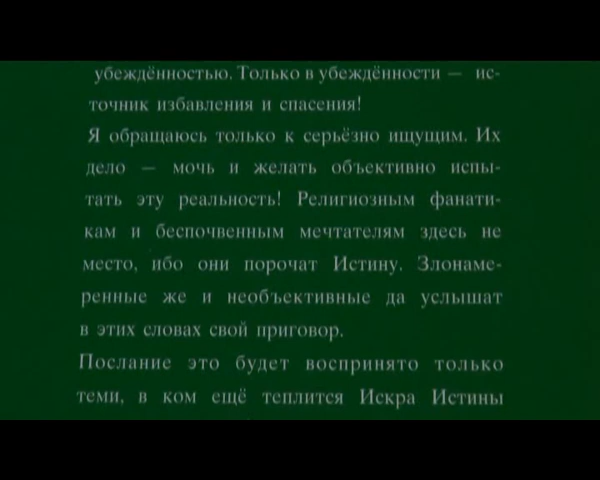 убеждённостью. Только в убеждённости — ис-
точник избавления и спасения!
Я обращаюсь только к серьёзно ищущим. Их
дело — мочь и желать объективно испы-
тать эту реальность! Религиозным фанати-
кам и беспочвенным мечтателям здесь не
место, ибо они порочат Истину. Злонаме-
ренные же и необъективные да услышат
в этих словах свой приговор.
Послание это будет воспринято только
теми, в ком ещё теплится Искра Истины